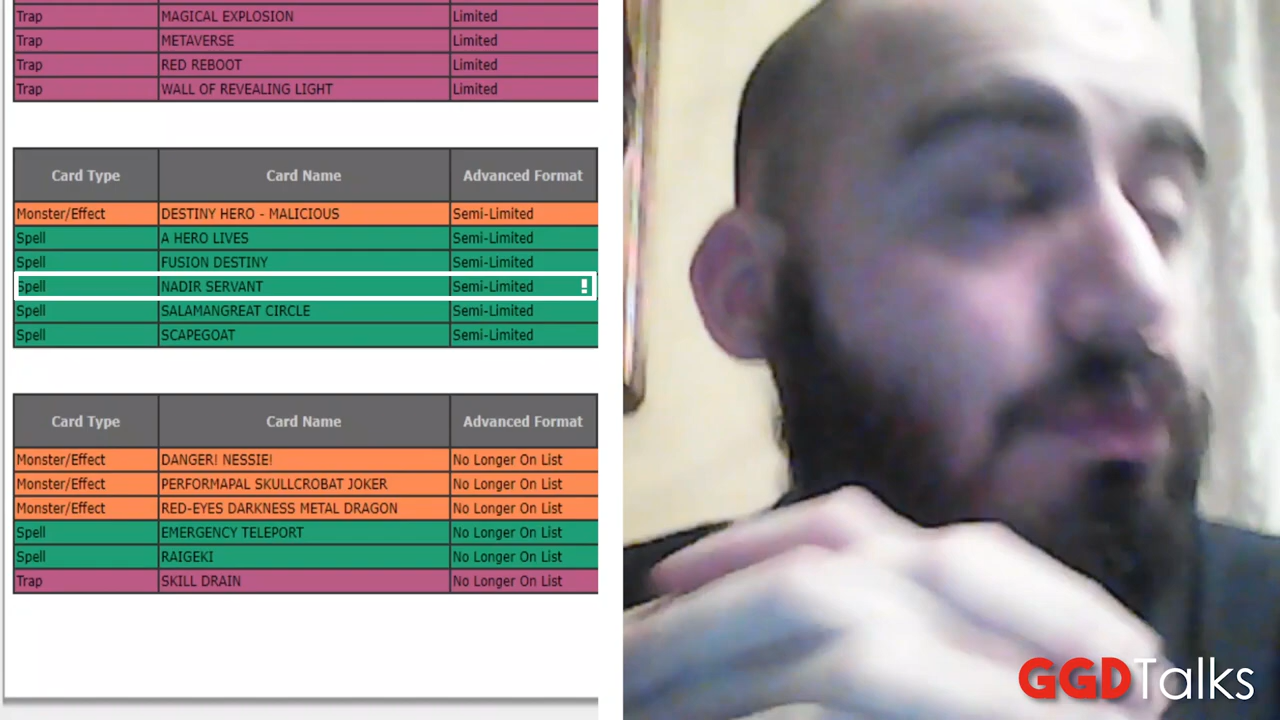 Trap MAGICAL EXPLOSION Limited
Trap METAVERSE Limited
Trap RED REBOOT Limited
Trap WALL OF REVEALING LIGHT Limited
Card Type Card Name Advanced Format
Monster/Effect DESTINY HERO - MALICIOUS Semi-Limited
Spell A HERO LIVES Semi-Limited
Spell FUSION DESTINY Semi-Limited
Spell NADIR SERVANT Semi-Limited !
Spell SALAMANGREAT CIRCLE Semi-Limited
Spell SCAPEGOAT Semi-Limited
Card Type Card Name Advanced Format
Monster/Effect DANGER! NESSIE! No Longer On List
Monster/Effect PERFORMAPAL SKULLCROBAT JOKER No Longer On List
Monster/Effect RED-EYES DARKNESS METAL DRAGON No Longer On List
Spell EMERGENCY TELEPORT No Longer On List
Spell RAIGEKI No Longer On List
Trap SKILL DRAIN No Longer On List
GGDTalks